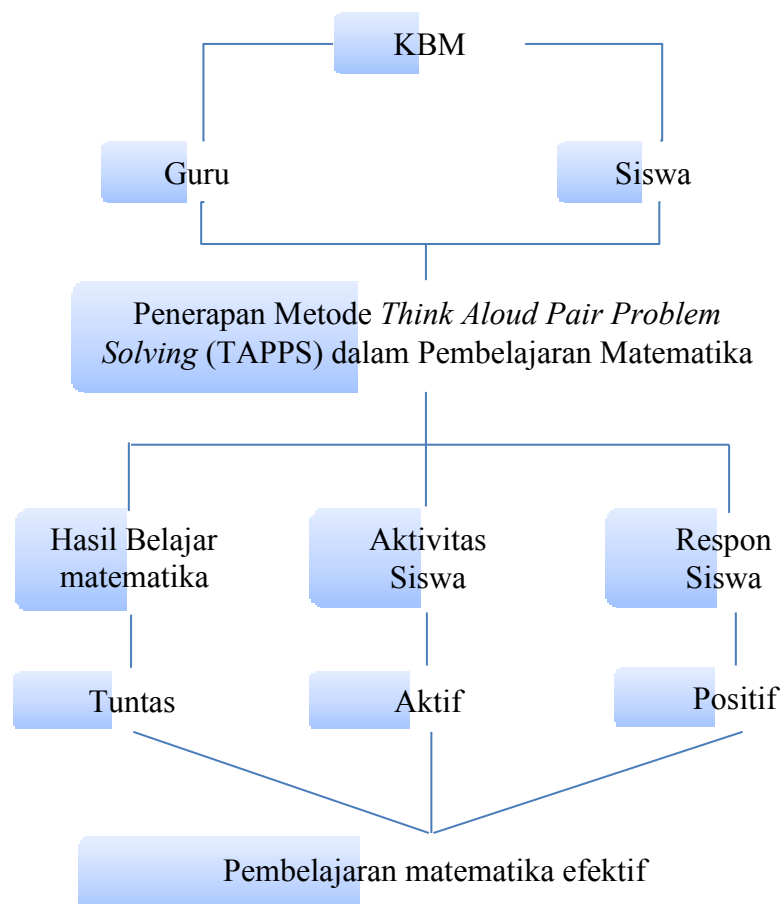 KBM
Guru
Siswa
Penerapan Metode Think Aloud Pair Problem
Solving (TAPPS) dalam Pembelajaran Matematika
Hasil Belajar
matematika
Aktivitas
Siswa
Respon
Siswa
Tuntas
Aktif
Positif
Pembelajaran matematika efektif